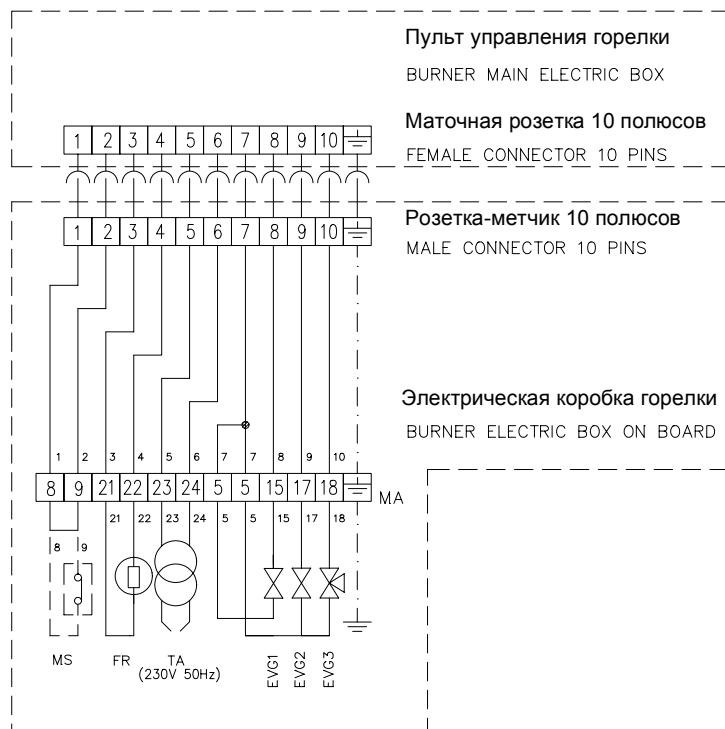 Пульт управления горелки
BURNER MAIN ELECTRIC BOX
Маточная розетка 10 полюсов
1 2 3 4 5 6 7 8 9 10
FEMALE CONNECTOR 10 PINS
Розетка-метчик 10 полюсов
1 2 3 4 5 6 7 8 9 10
MALE CONNECTOR 10 PINS
Электрическая коробка горелки
BURNER ELECTRIC BOX ON BOARD
1 2 3 4 5 6 7 7 8 9 10
8 9 21 22 23 24 5 5 15 17 18 MA
21 22 23 24 5 5 15 17 18
8 9
MS FR TA
(230V 50Hz)
EVG1 EVG2 EVG3